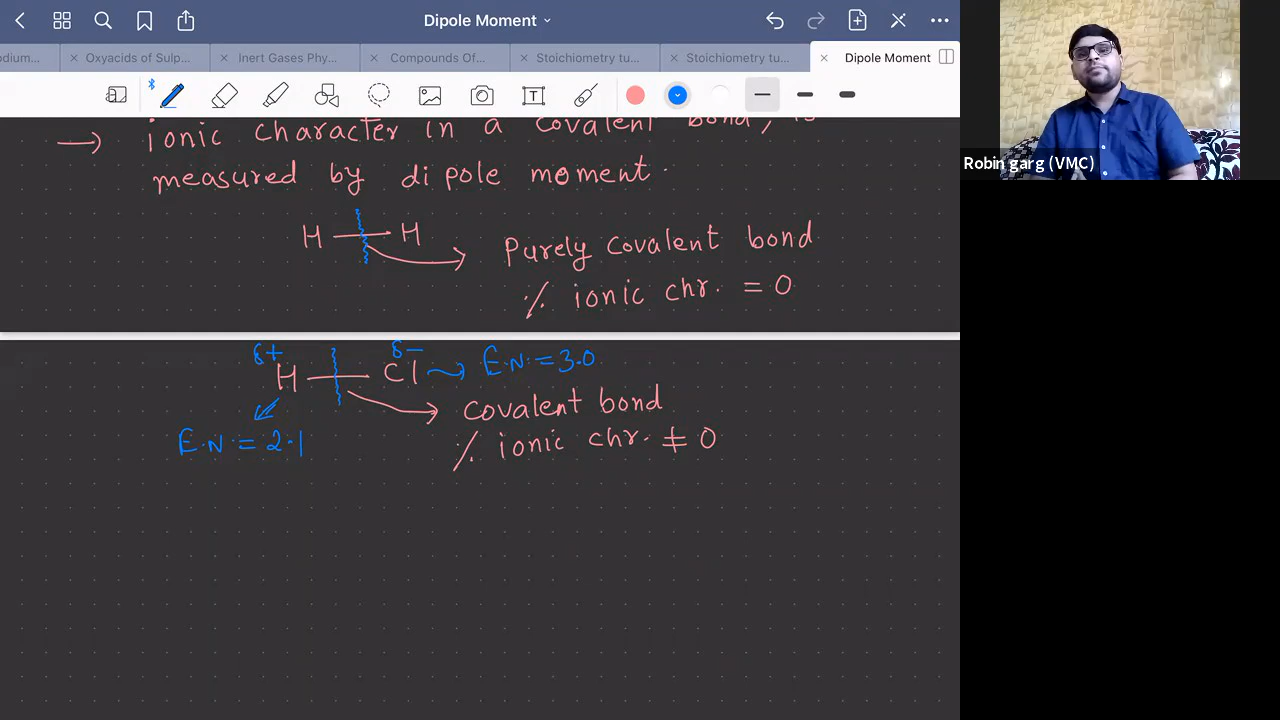 Dipole Moment
odium...
Oxyacids of Sulp...
Inert Gases Phy...
Compounds Of...
Stoichiometry tu...
Stoichiometry tu...
Dipole Moment
T
Robin garg (VMC)
→ ionic character in a covalent bond, is
measured by dipole moment.
H — H
Purely covalent bond
% ionic chr. = 0
δ+ δ-
H — Cl → E.N. = 3.0
Covalent bond
E.N = 2.1
% ionic chr. ≠ 0